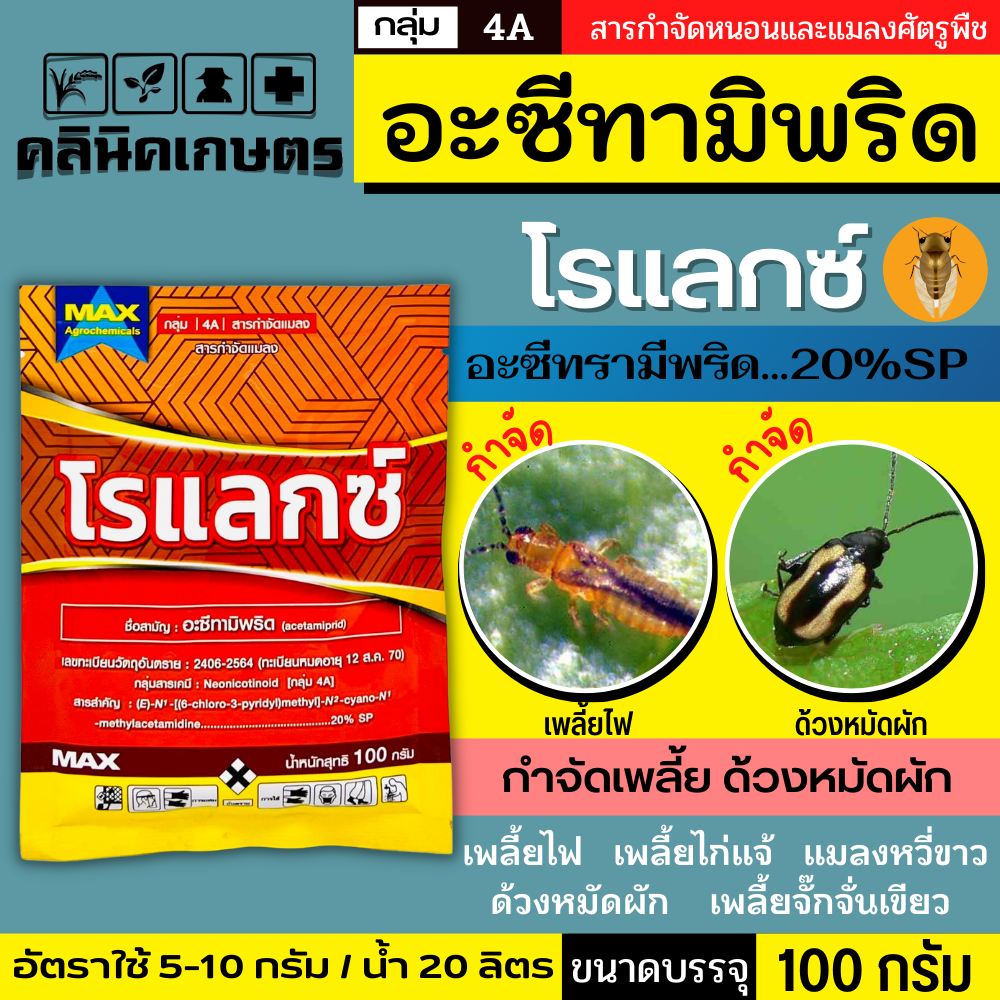 กลุ่ม 4A สารกำจัดหนอนและแมลงศัตรูพืช
คลินิคเกษตร
อะซีทามิพริด
โรแลกซ์
อะซีทรามีพริด...20%SP
MAX
Agrochemicals
กลุ่ม |4A| สารกำจัดแมลง
สารกำจัดแมลง
โรแลกซ์
ชื่อสามัญ : อะซีทามิพริด (acetamiprid)
เลขทะเบียนวัตถุอันตราย : 2406-2564 (ทะเบียนหมดอายุ 12 ส.ค. 70)
กลุ่มสารเคมี : Neonicotinoid [กลุ่ม 4A]
สารสำคัญ : (E)-N¹-[(6-chloro-3-pyridyl)methyl]-N²-cyano-N¹
-methylacetamidine.......................................20% SP
MAX น้ำหนักสุทธิ 100 กรัม
กำจัด กำจัด
เพลี้ยไฟ ด้วงหมัดผัก
กำจัดเพลี้ย ด้วงหมัดผัก
เพลี้ยไฟ เพลี้ยไก่แจ้ แมลงหวี่ขาว
ด้วงหมัดผัก เพลี้ยจั๊กจั่นเขียว
อัตราใช้ 5-10 กรัม / น้ำ 20 ลิตร ขนาดบรรจุ 100 กรัม